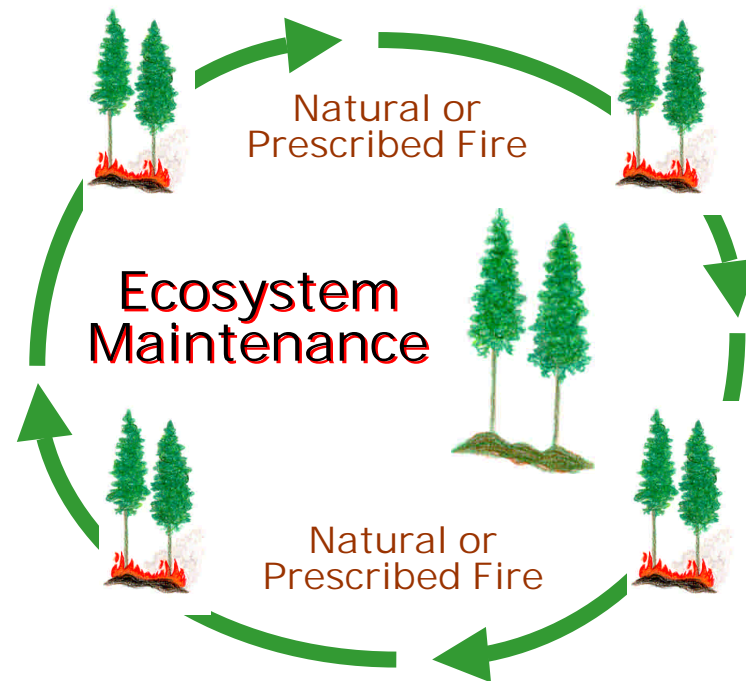 Natural or
Prescribed Fire
Ecosystem
Maintenance
Natural or
Prescribed Fire